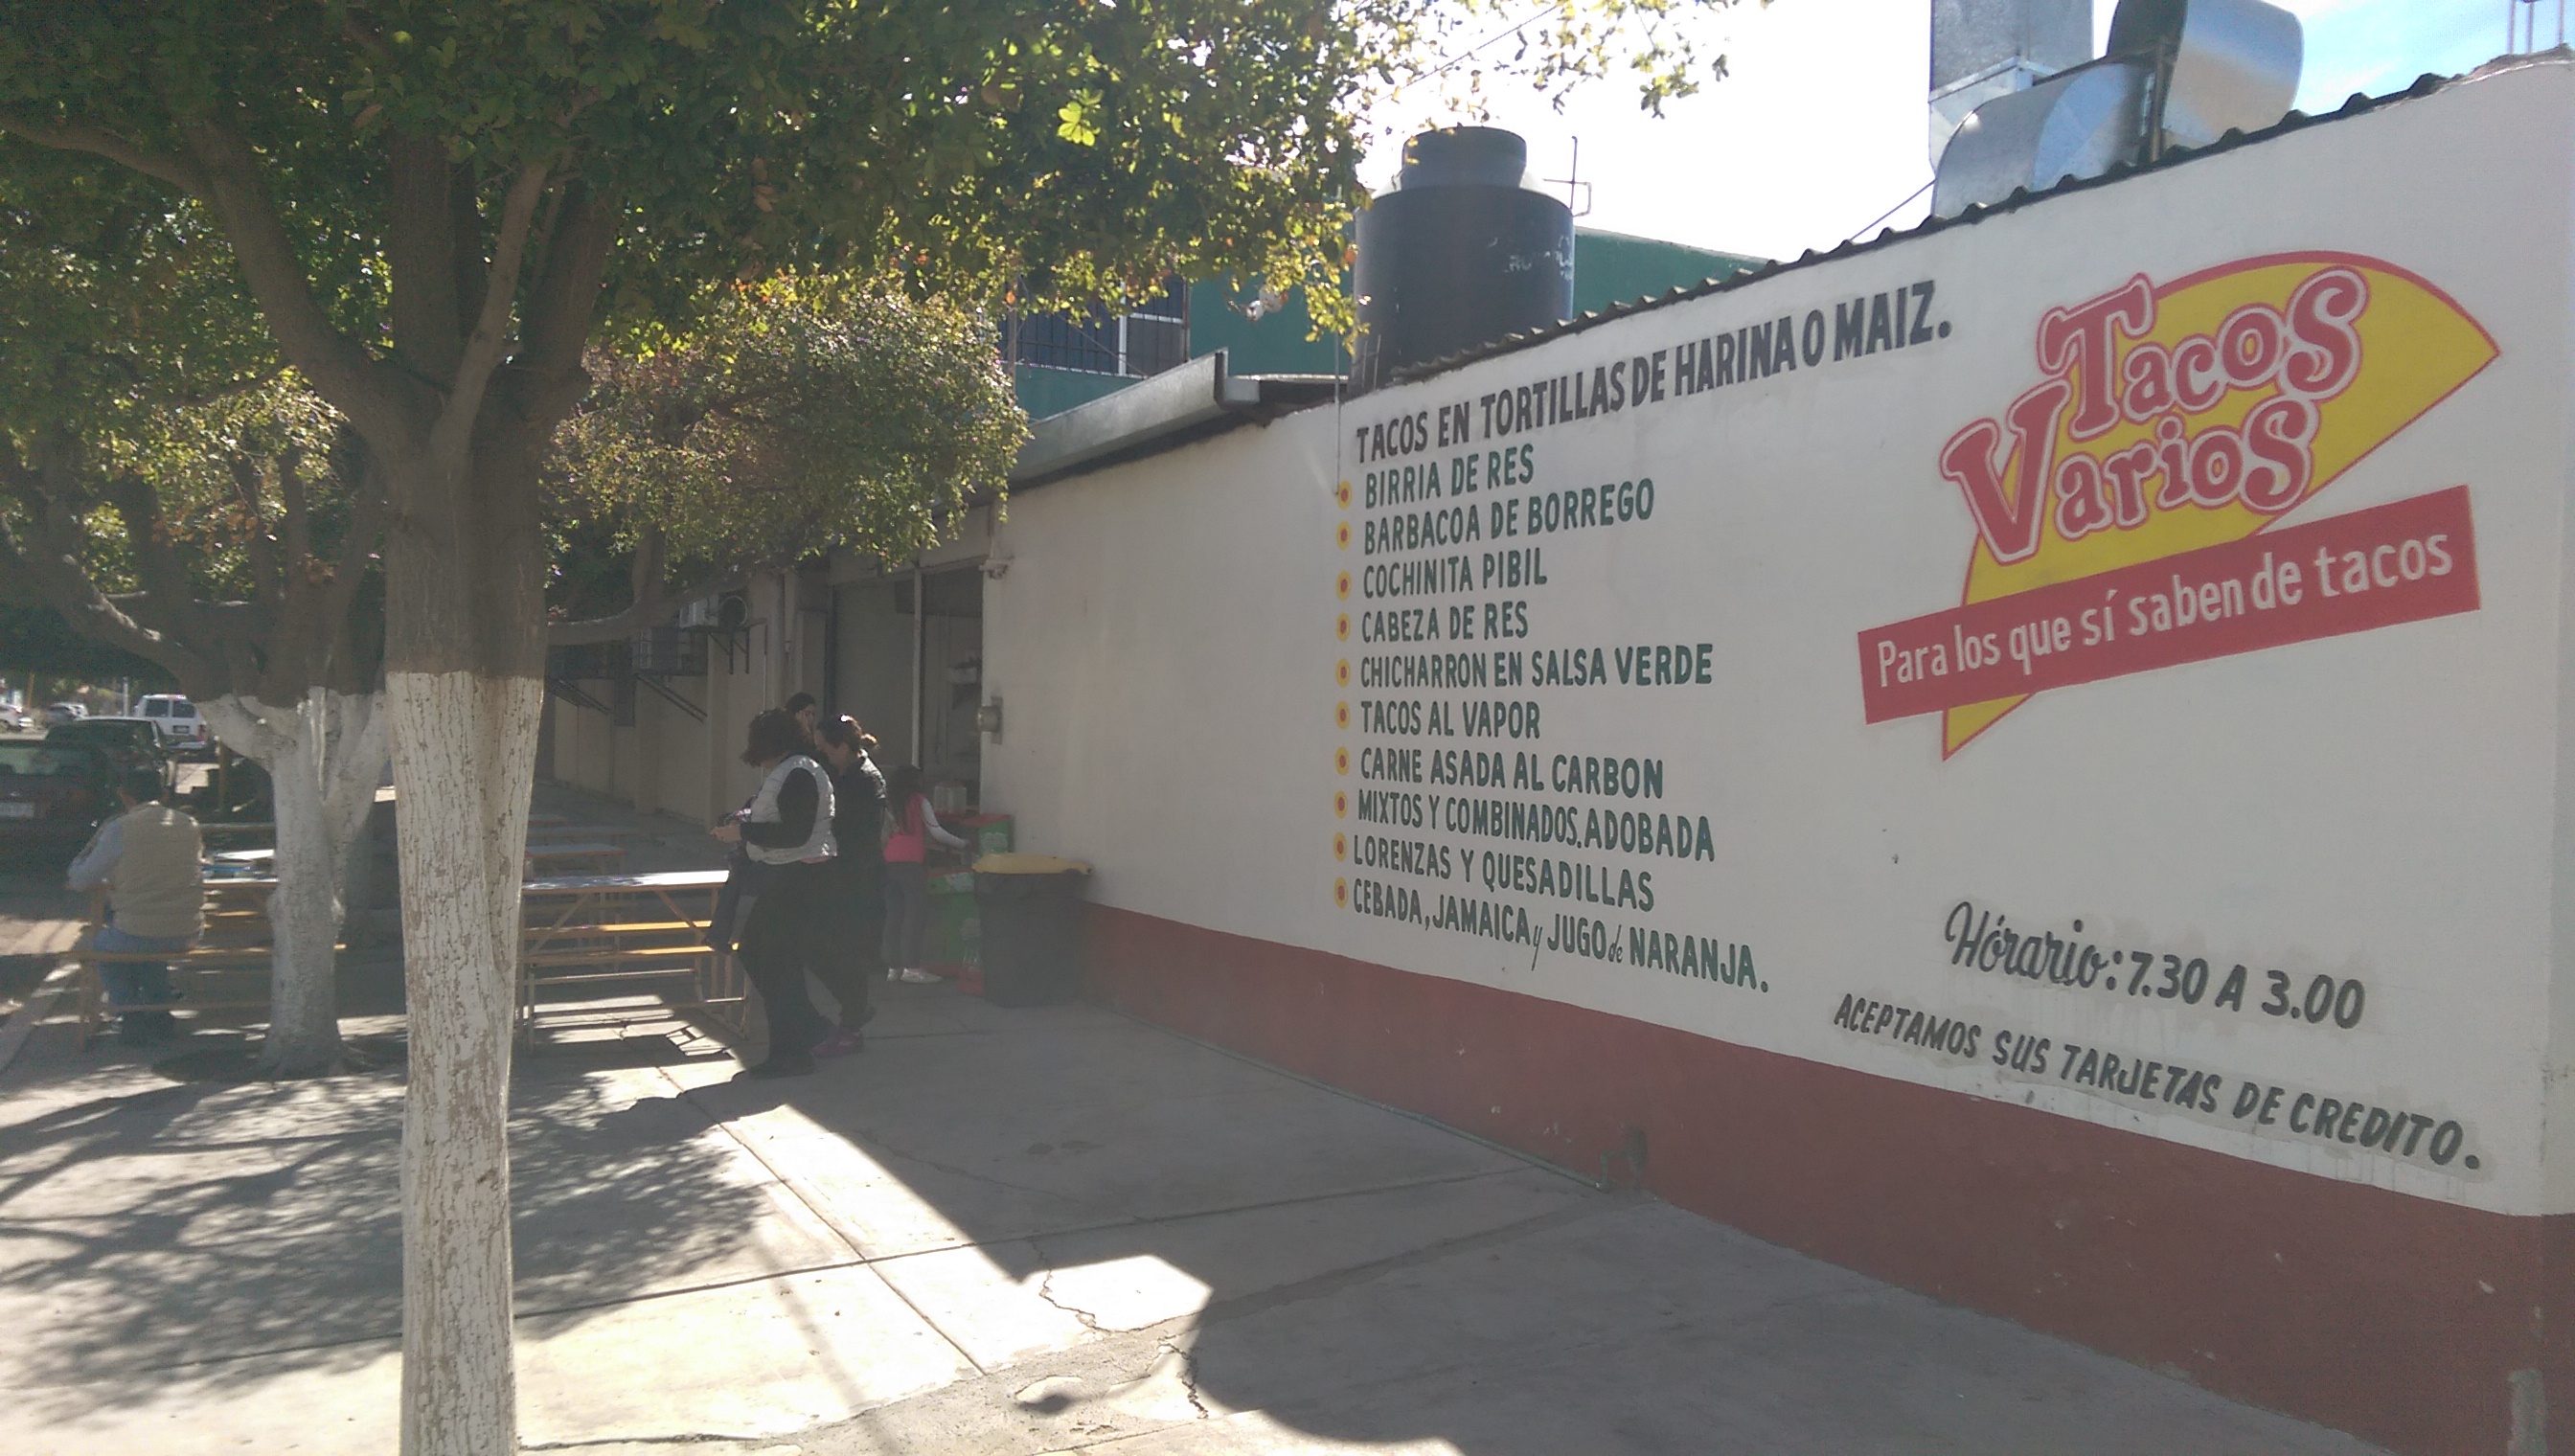 TACOS EN TORTILLAS DE HARINA O MAIZ.
BIRRIA DE RES
BARBACOA DE BORREGO
COCHINITA PIBIL
CABEZA DE RES
CHICHARRON EN SALSA VERDE
TACOS AL VAPOR
CARNE ASADA AL CARBON
MIXTOS Y COMBINADOS. ADOBADA
LORENZAS Y QUESADILLAS
CEBADA, JAMAICA y JUGO de NARANJA.
Tacos
Varios
Para los que sí saben de tacos
Hórario: 7.30 A 3.00
ACEPTAMOS SUS TARJETAS DE CREDITO.